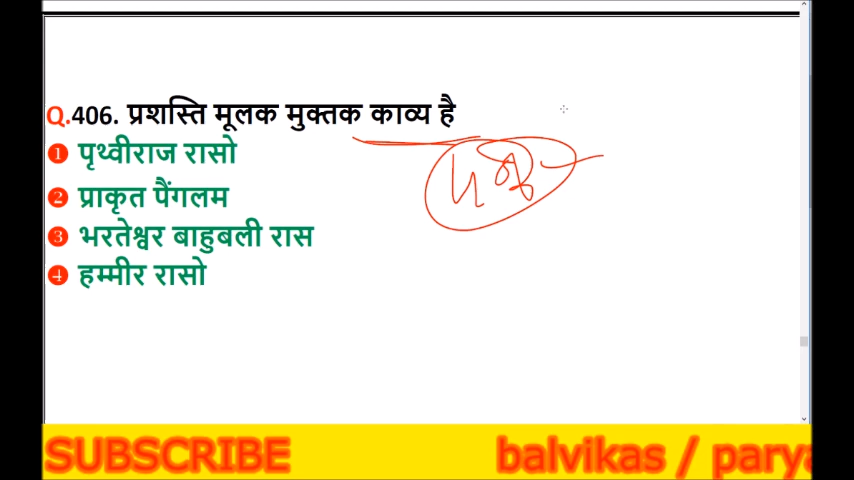 Q.406. प्रशस्ति मूलक मुक्तक काव्य है
❶ पृथ्वीराज रासो
❷ प्राकृत पैंगलम
❸ भरतेश्वर बाहुबली रास
❹ हम्मीर रासो
SUBSCRIBE balvikas / parya